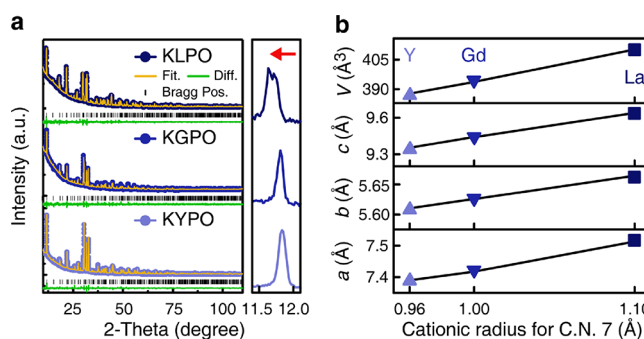 a
KLPO
Fit. Diff.
Bragg Pos.
KGPO
KYPO
Intensity (a.u.)
25 50 75 100
2-Theta (degree)
11.5 12.0
b
Y Gd La
V (Å³)
405
390
c (Å)
9.6
9.3
b (Å)
5.65
5.60
a (Å)
7.5
7.4
0.96 1.00 1.10
Cationic radius for C.N. 7 (Å)